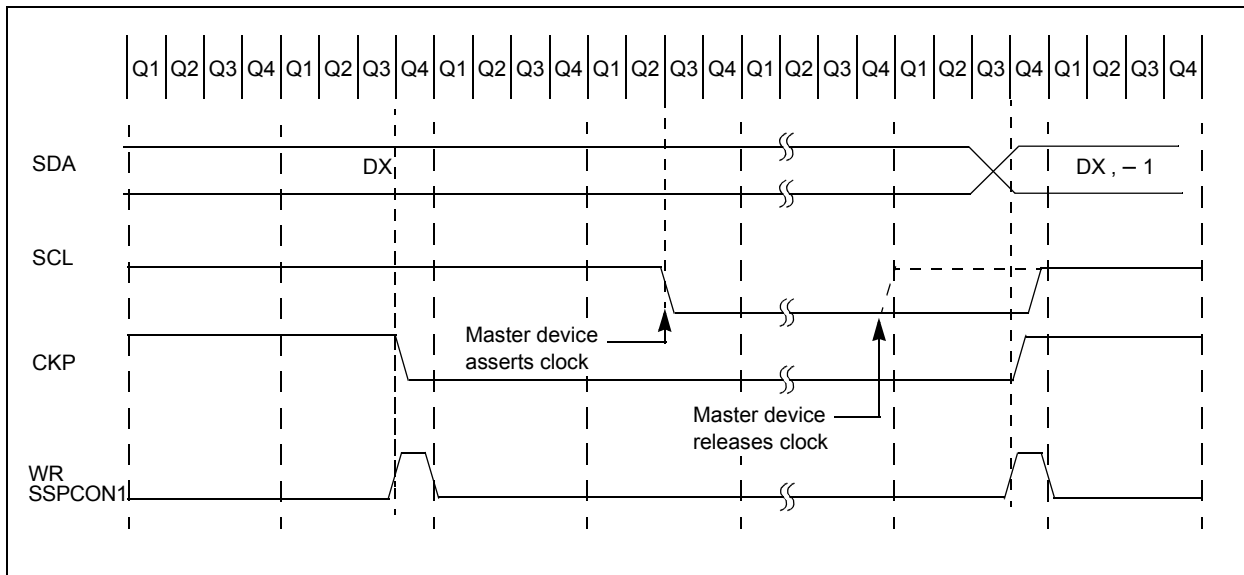 Q1 Q2 Q3 Q4 Q1 Q2 Q3 Q4 Q1 Q2 Q3 Q4 Q1 Q2 Q3 Q4 Q1 Q2 Q3 Q4 Q1 Q2 Q3 Q4 Q1 Q2 Q3 Q4
SDA
DX
DX , – 1
SCL
Master device
asserts clock
CKP
Master device
releases clock
WR
SSPCON1